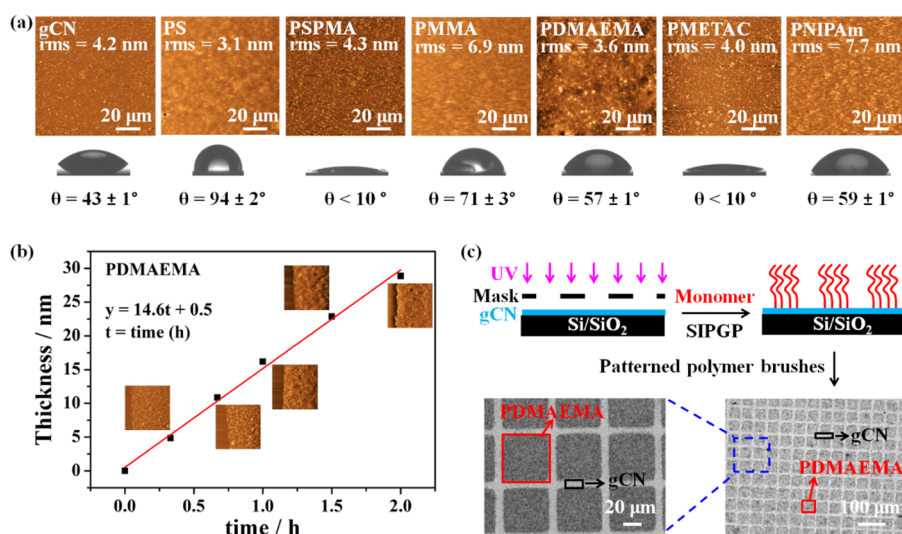 (a)
gCN
rms = 4.2 nm
20 μm
θ = 43 ± 1°
PS
rms = 3.1 nm
20 μm
θ = 94 ± 2°
PSPMA
rms = 4.3 nm
20 μm
θ < 10 °
PMMA
rms = 6.9 nm
20 μm
θ = 71 ± 3°
PDMAEMA
rms = 3.6 nm
20 μm
θ = 57 ± 1°
PMETAC
rms = 4.0 nm
20 μm
θ < 10 °
PNIPAm
rms = 7.7 nm
20 μm
θ = 59 ± 1°
(b)
PDMAEMA
y = 14.6t + 0.5
t = time (h)
Thickness / nm
30
25
20
15
10
5
0
0.0
0.5
1.0
1.5
2.0
time / h
(c)
UV
Mask
gCN
Si/SiO2
Monomer
SIPGP
Si/SiO2
Patterned polymer brushes
PDMAEMA
gCN
20 μm
gCN
PDMAEMA
100 μm